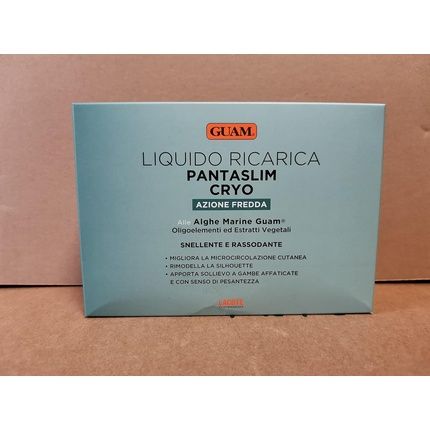 GUAM
LIQUIDO RICARICA
PANTASLIM
CRYO
AZIONE FREDDA
Alle Alghe Marine Guam®
Oligoelementi ed Estratti Vegetali
SNELLENTE E RASSODANTE
• MIGLIORA LA MICROCIRCOLAZIONE CUTANEA
• RIMODELLA LA SILHOUETTE
• APPORTA SOLLIEVO A GAMBE AFFATICATE
E CON SENSO DI PESANTEZZA
LACOTE